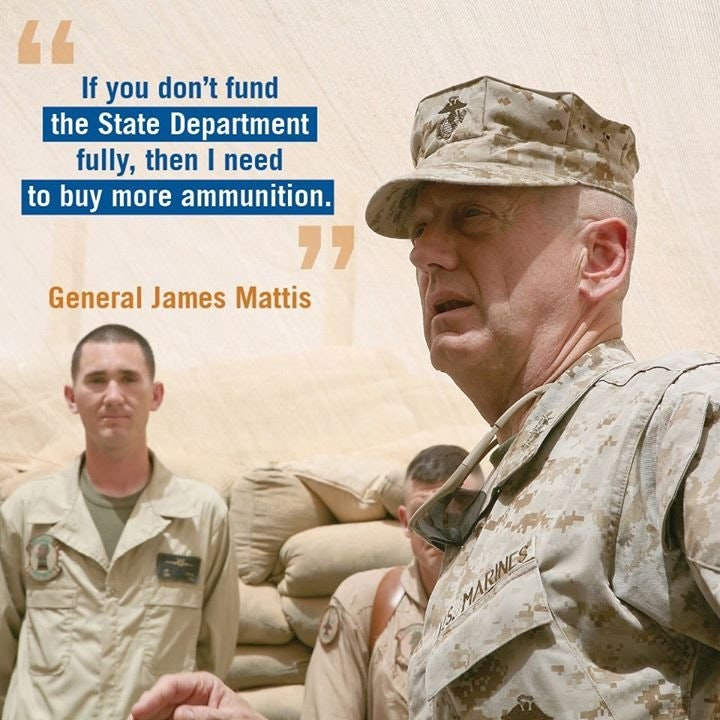 “
If you don’t fund
the State Department
fully, then I need
to buy more ammunition.
”
General James Mattis
U.S. MARINES